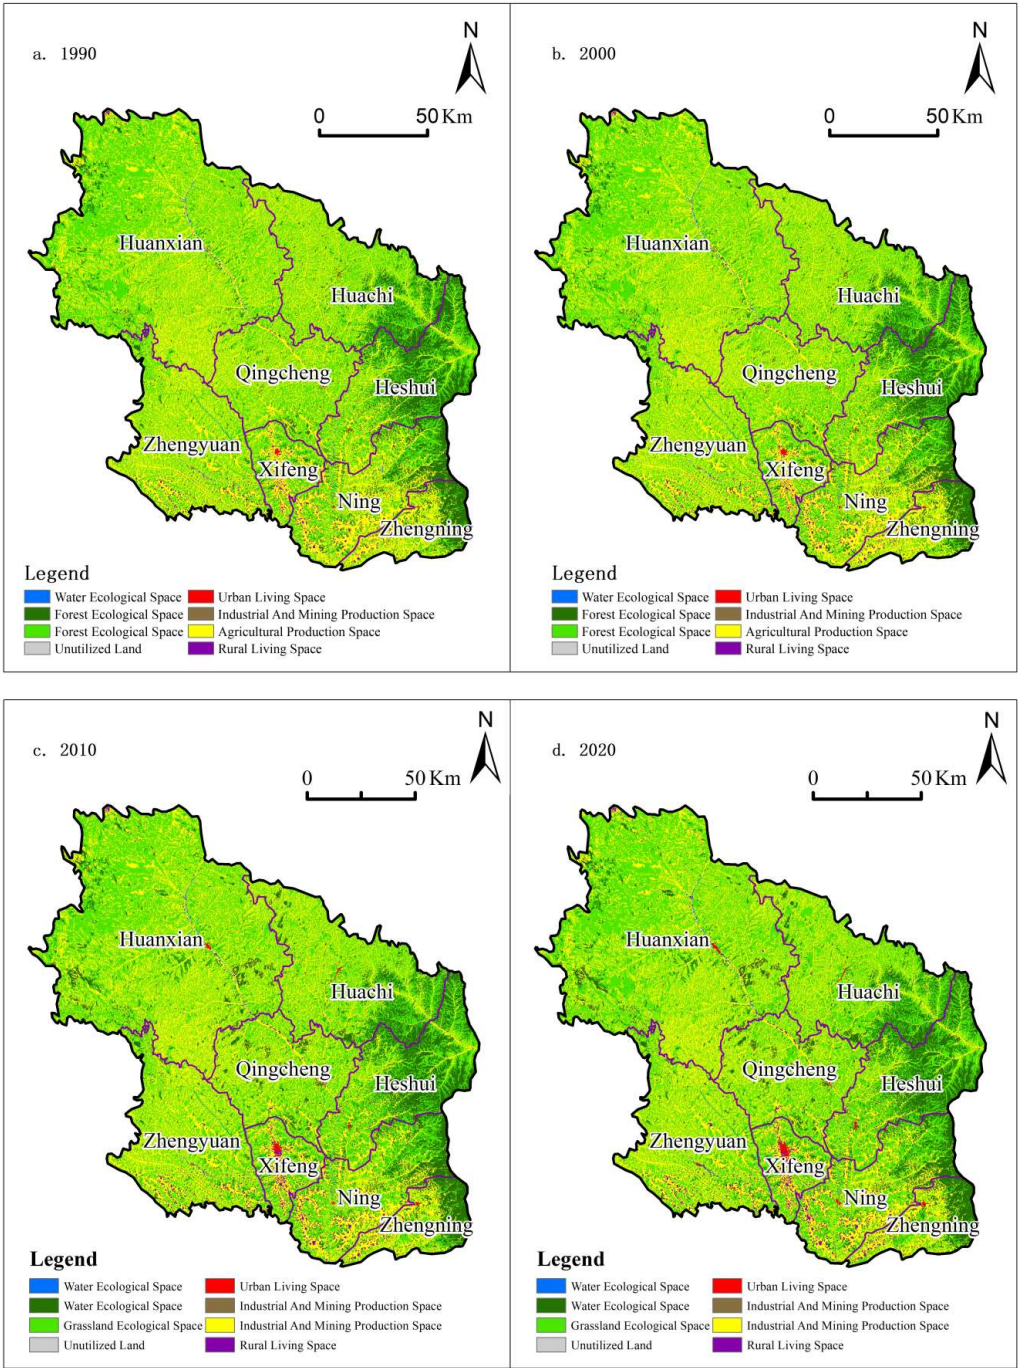 a. 1990
N
0 50 Km
Huanxian
Huachi
Qingcheng
Heshui
Zhengyuan
Xifeng
Ning
Zhengning
Legend
Water Ecological Space Urban Living Space
Forest Ecological Space Industrial And Mining Production Space
Forest Ecological Space Agricultural Production Space
Unutilized Land Rural Living Space
b. 2000
N
0 50 Km
Huanxian
Huachi
Qingcheng
Heshui
Zhengyuan
Xifeng
Ning
Zhengning
Legend
Water Ecological Space Urban Living Space
Forest Ecological Space Industrial And Mining Production Space
Forest Ecological Space Agricultural Production Space
Unutilized Land Rural Living Space
c. 2010
N
0 50 Km
Huanxian
Huachi
Qingcheng
Heshui
Zhengyuan
Xifeng
Ning
Zhengning
Legend
Water Ecological Space Urban Living Space
Water Ecological Space Industrial And Mining Production Space
Grassland Ecological Space Industrial And Mining Production Space
Unutilized Land Rural Living Space
d. 2020
N
0 50 Km
Huanxian
Huachi
Qingcheng
Heshui
Zhengyuan
Xifeng
Ning
Zhengning
Legend
Water Ecological Space Urban Living Space
Water Ecological Space Industrial And Mining Production Space
Grassland Ecological Space Industrial And Mining Production Space
Unutilized Land Rural Living Space